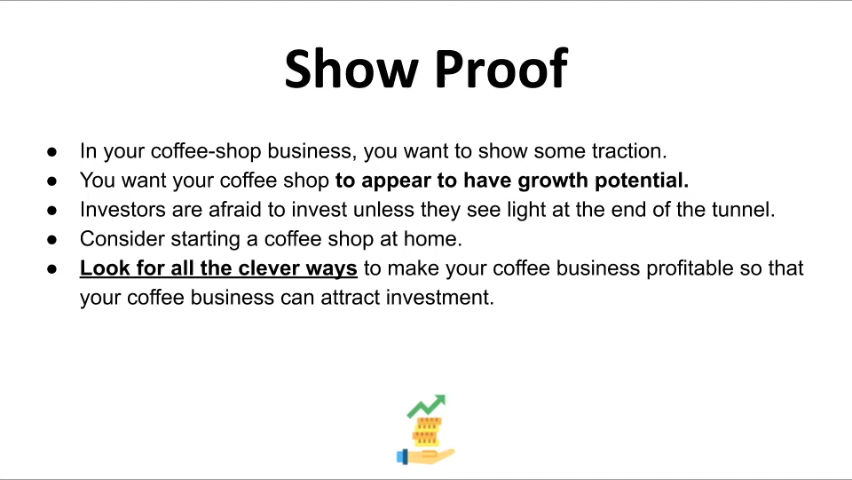 Show Proof
● In your coffee-shop business, you want to show some traction.
● You want your coffee shop to appear to have growth potential.
● Investors are afraid to invest unless they see light at the end of the tunnel.
● Consider starting a coffee shop at home.
● Look for all the clever ways to make your coffee business profitable so that
your coffee business can attract investment.